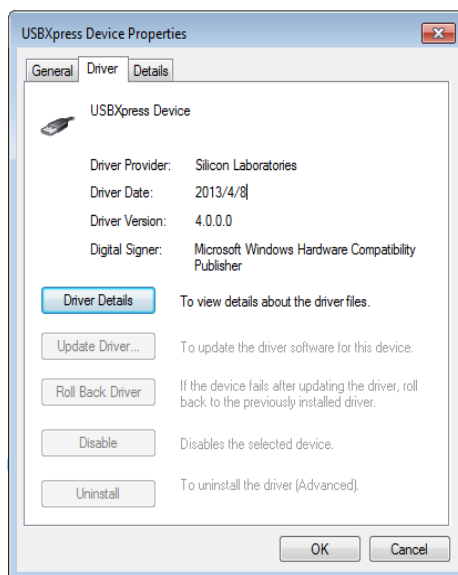 USBXpress Device Properties
General Driver Details
USBXpress Device
Driver Provider: Silicon Laboratories
Driver Date: 2013/4/8
Driver Version: 4.0.0.0
Digital Signer: Microsoft Windows Hardware Compatibility
Publisher
Driver Details To view details about the driver files.
Update Driver... To update the driver software for this device.
Roll Back Driver If the device fails after updating the driver, roll
back to the previously installed driver.
Disable Disables the selected device.
Uninstall To uninstall the driver (Advanced).
OK Cancel